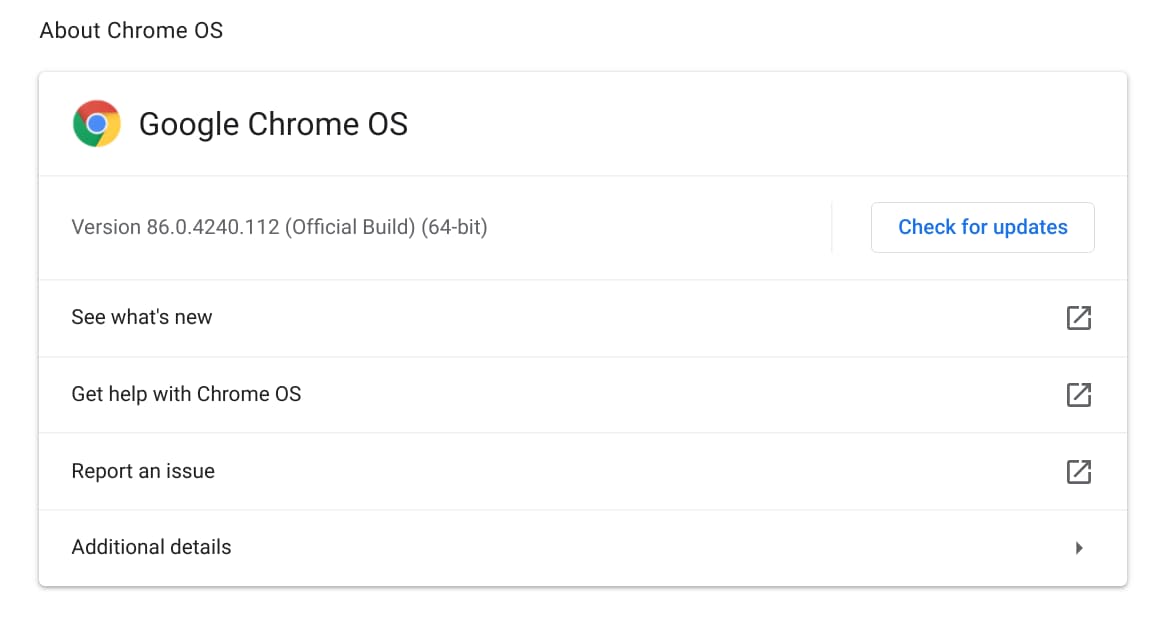 About Chrome OS
Google Chrome OS
Version 86.0.4240.112 (Official Build) (64-bit)
Check for updates
See what's new
Get help with Chrome OS
Report an issue
Additional details